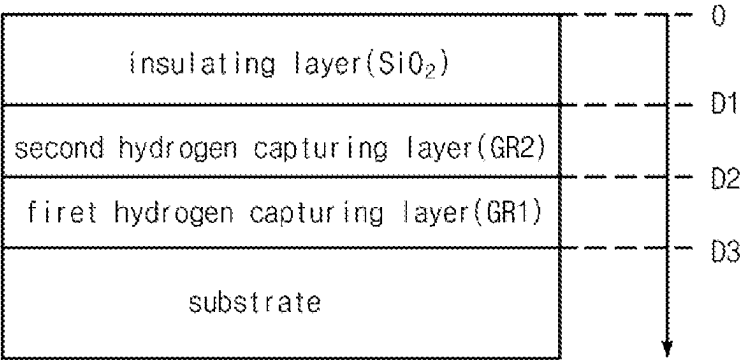 0
insulating layer(SiO₂)
D1
second hydrogen capturing layer(GR2)
D2
firet hydrogen capturing layer(GR1)
D3
substrate